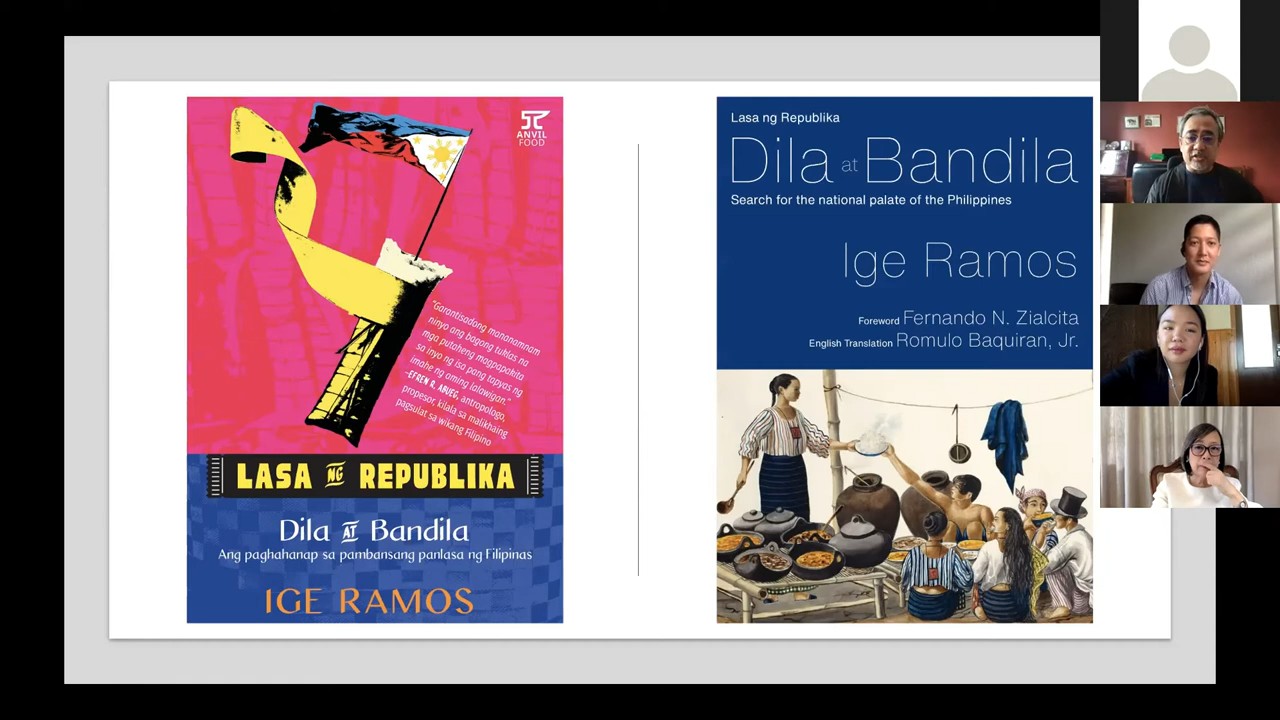 ANVIL
FOOD
"Garantisadong manonamnam
ninyo ang bagong tuklas na
mga putaheng magpapakita
sa inyo ng isa pang tapyas ng
imahe ng aming lalawigan."
—EFREN R. ABUEG, antropologo,
propesor, kilala sa malikhaing
pagsulat sa wikang Filipino
LASA NG REPUBLIKA
Dila AT Bandila
Ang paghahanap sa pambansang panlasa ng Filipinas
IGE RAMOS
Lasa ng Republika
Dila at Bandila
Search for the national palate of the Philippines
Ige Ramos
Foreword Fernando N. Zialcita
English Translation Romulo Baquiran, Jr.